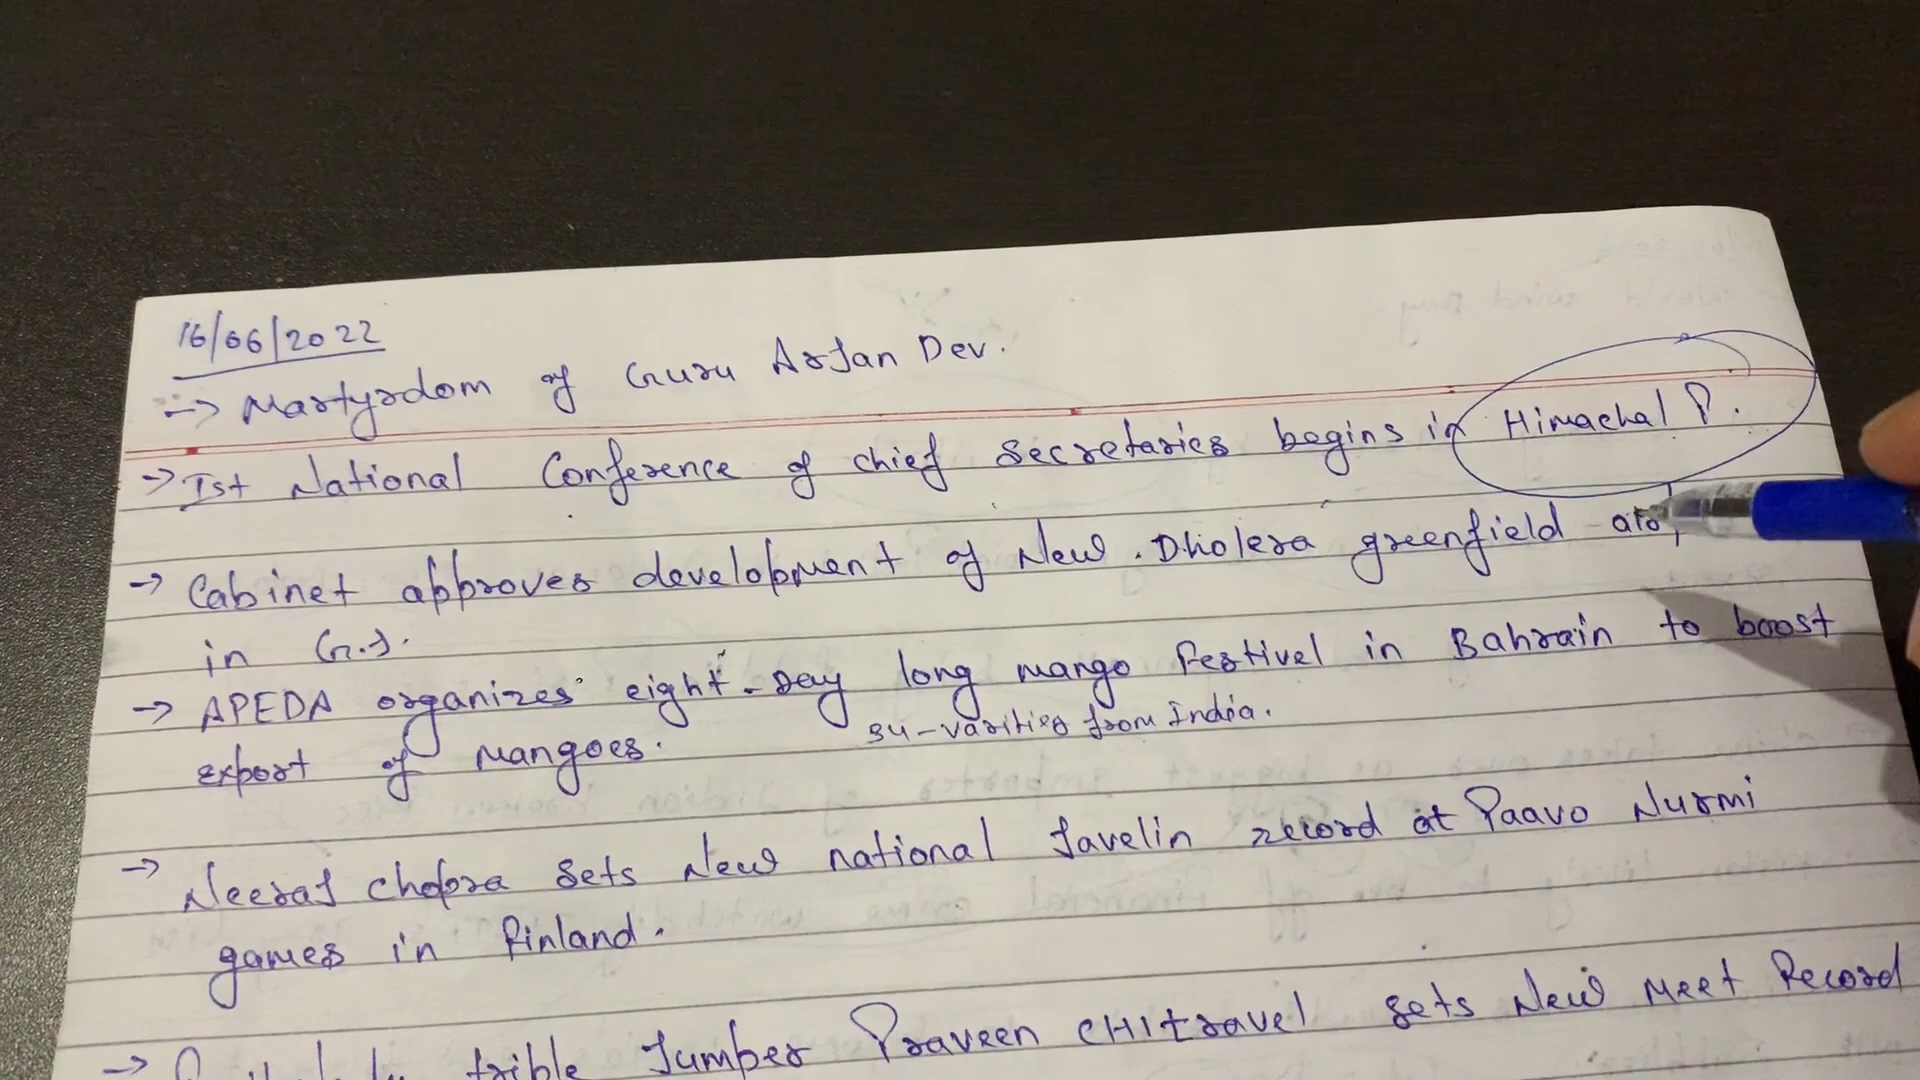 16/06/2022
→ Martyrdom of Guru Arjan Dev.
→ Ist National Conference of chief secretaries begins in Himachal P.
→ Cabinet approves development of New Dholera greenfield
in G.J.
→ APEDA organizes eight-day long mango festivel in Bahrain to boost
export of Mangoes. 34-varities from India.
→ Neeraj chopra sets New national Javelin record at Paavo Nurmi
games in Finland.
→ trible Jumper Praveen CHItravel sets New Meet Record